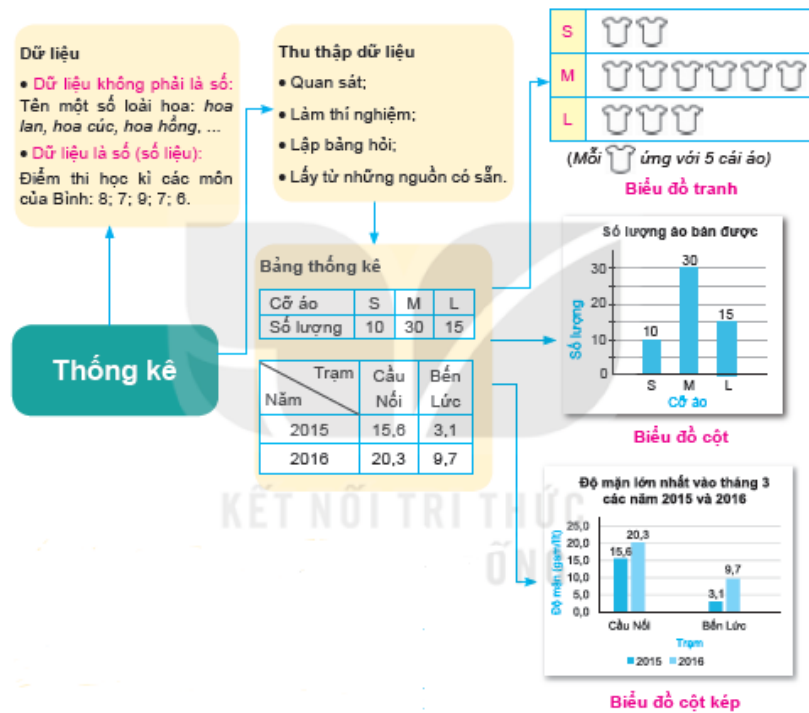 Thống kê
Dữ liệu
• Dữ liệu không phải là số:
Tên một số loài hoa: hoa
lan, hoa cúc, hoa hồng, ...
• Dữ liệu là số (số liệu):
Điểm thi học kì các môn
của Bình: 8; 7; 9; 7; 6.
Thu thập dữ liệu
• Quan sát;
• Làm thí nghiệm;
• Lập bảng hỏi;
• Lấy từ những nguồn có sẵn.
Bảng thống kê
Cỡ áo S M L
Số lượng 10 30 15
Trạm
Năm
Cầu Bến
Nối Lức
2015 15,6 3,1
2016 20,3 9,7
S
M
L
(Mỗi ứng với 5 cái áo)
Biểu đồ tranh
Số lượng áo bán được
Số lượng
30
20
10
0
10
30
15
S M L
Cỡ áo
Biểu đồ cột
Độ mặn lớn nhất vào tháng 3
các năm 2015 và 2016
Độ mặn (gam/lít)
25,0
20,0
15,0
10,0
5,0
0,0
15,6
20,3
3,1
9,7
Cầu Nối Bến Lức
Trạm
2015 2016
Biểu đồ cột kép
KẾT NỐI TRI THỨC